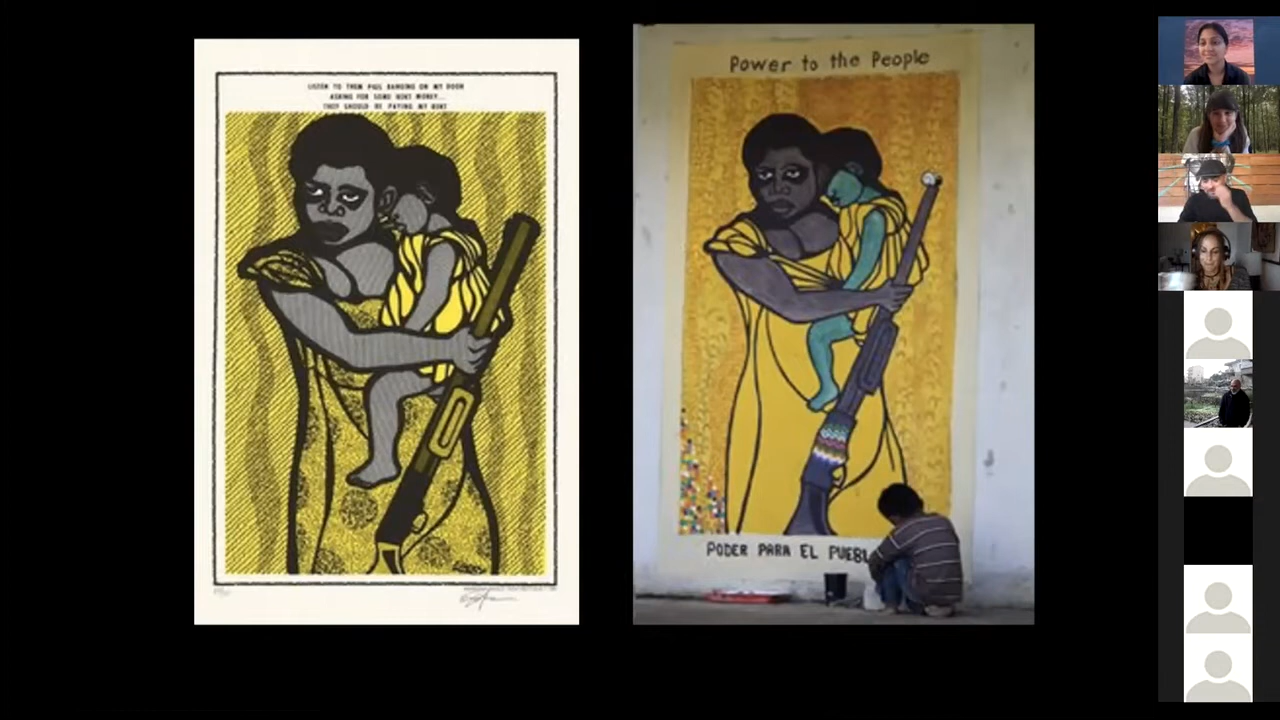 LISTEN TO THEM PIGS BANGING ON MY DOOR
ASKING FOR SOME RENT MONEY...
THEY SHOULD BE PAYING MY RENT
Power to the People
PODER PARA EL PUEBL